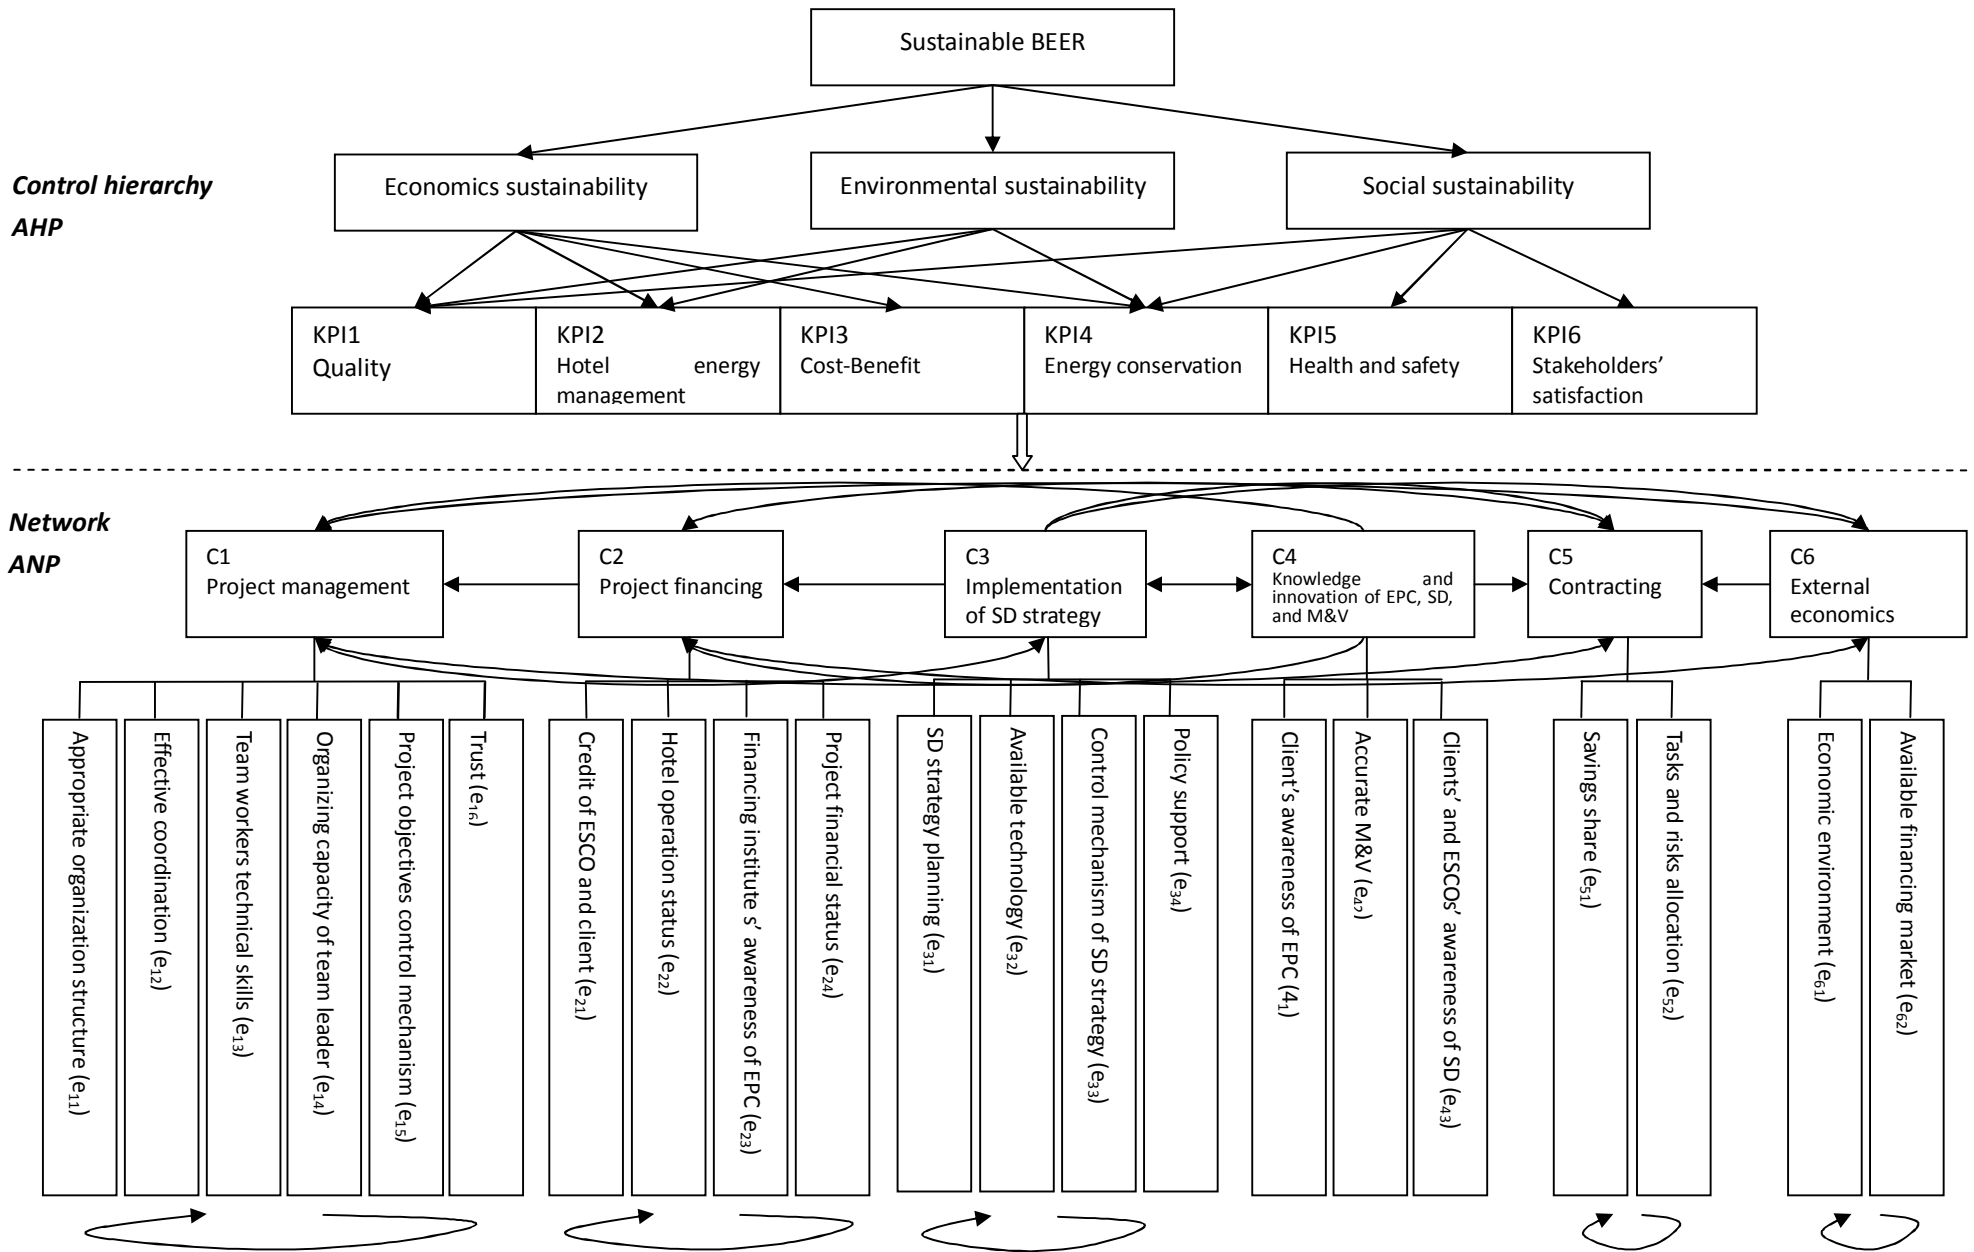 Sustainable BEER
Control hierarchy
AHP
Economics sustainability
Environmental sustainability
Social sustainability
KPI1
Quality
KPI2
Hotel energy
management
KPI3
Cost-Benefit
KPI4
Energy conservation
KPI5
Health and safety
KPI6
Stakeholders’
satisfaction
Network
ANP
C1
Project management
C2
Project financing
C3
Implementation
of SD strategy
C4
Knowledge and
innovation of EPC, SD,
and M&V
C5
Contracting
C6
External
economics
Appropriate organization structure (e11)
Effective coordination (e12)
Team workers technical skills (e13)
Organizing capacity of team leader (e14)
Project objectives control mechanism (e15)
Trust (e16)
Credit of ESCO and client (e21)
Hotel operation status (e22)
Financing institute s’ awareness of EPC (e23)
Project financial status (e24)
SD strategy planning (e31)
Available technology (e32)
Control mechanism of SD strategy (e33)
Policy support (e34)
Client’s awareness of EPC (41)
Accurate M&V (e42)
Clients’ and ESCOs’ awareness of SD (e43)
Savings share (e51)
Tasks and risks allocation (e52)
Economic environment (e61)
Available financing market (e62)